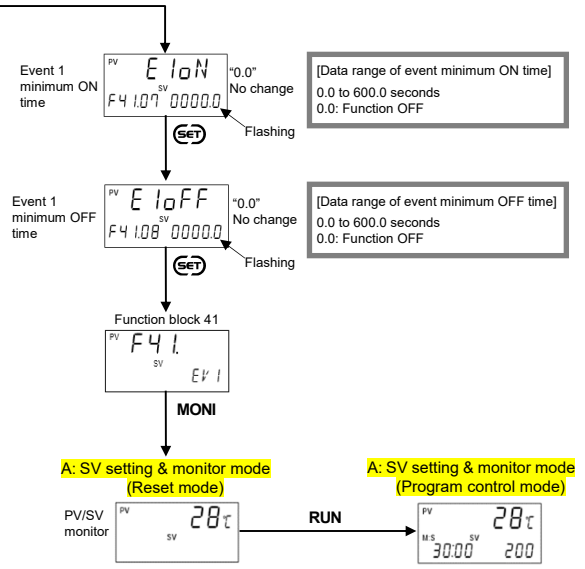 Event 1
minimum ON
time
PV
E1oN
SV
F41.07 0000.0
"0.0"
No change
Flashing
SET
[Data range of event minimum ON time]
0.0 to 600.0 seconds
0.0: Function OFF
Event 1
minimum OFF
time
PV
E1oFF
SV
F41.08 0000.0
"0.0"
No change
Flashing
SET
[Data range of event minimum OFF time]
0.0 to 600.0 seconds
0.0: Function OFF
Function block 41
PV
F41.
SV
EV1
MONI
A: SV setting & monitor mode
(Reset mode)
PV/SV
monitor
PV
28℃
SV
RUN
A: SV setting & monitor mode
(Program control mode)
PV
28℃
M:S SV
30:00 200